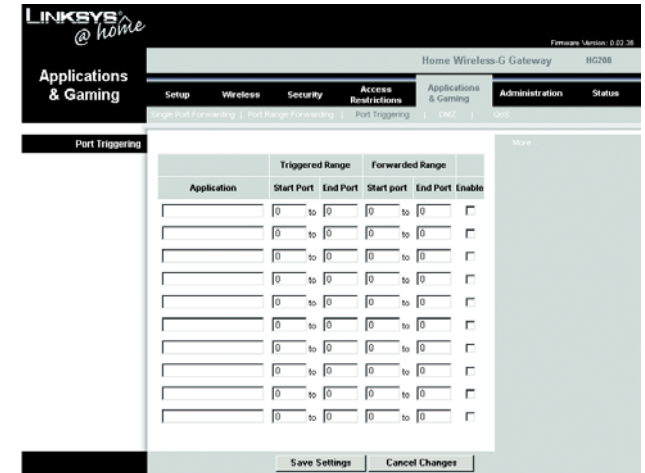 LINKSYS
@ home
Firmware Version: 0.02.36
Home Wireless-G Gateway HG200
Applications & Gaming
Setup Wireless Security Access Restrictions Applications & Gaming Administration Status
Single Port Forwarding | Port Range Forwarding | Port Triggering | DMZ | QoS
Port Triggering
More...
Triggered Range Forwarded Range
Application Start Port End Port Start port End Port Enable
0 to 0 0 to 0
0 to 0 0 to 0
0 to 0 0 to 0
0 to 0 0 to 0
0 to 0 0 to 0
0 to 0 0 to 0
0 to 0 0 to 0
0 to 0 0 to 0
0 to 0 0 to 0
0 to 0 0 to 0
Save Settings Cancel Changes